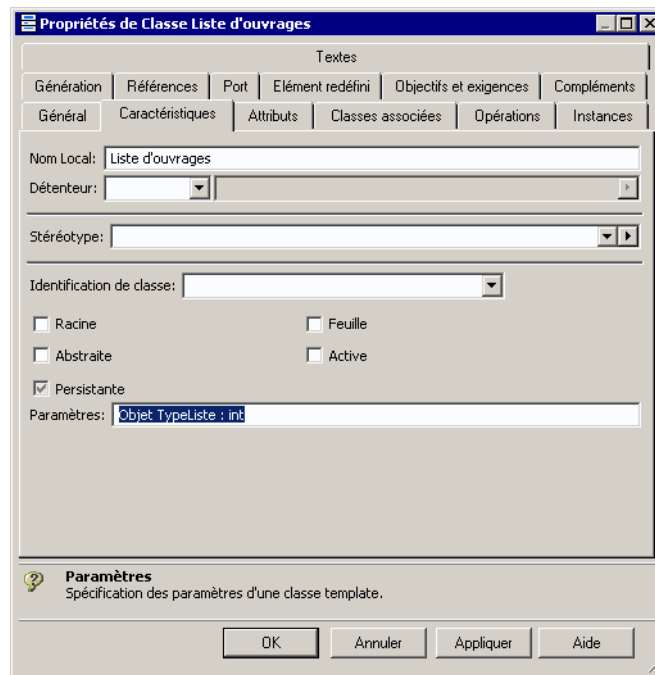 Propriétés de Classe Liste d'ouvrages
Textes
Génération Références Port Elément redéfini Objectifs et exigences Compléments
Général Caractéristiques Attributs Classes associées Opérations Instances
Nom Local: Liste d'ouvrages
Détenteur:
Stéréotype:
Identification de classe:
Racine Feuille
Abstraite Active
Persistante
Paramètres: Objet TypeListe : int
Paramètres
Spécification des paramètres d'une classe template.
OK Annuler Appliquer Aide